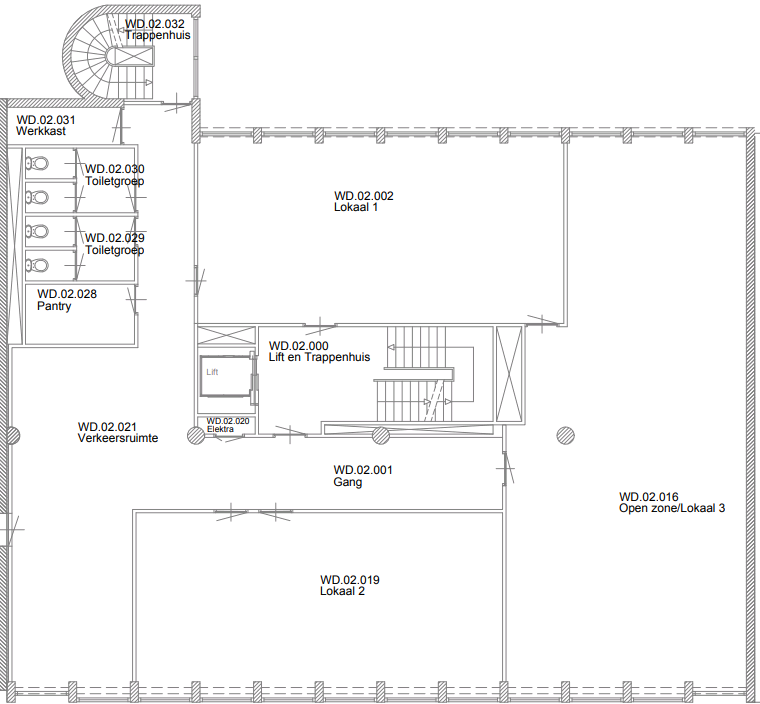 WD.02.032
Trappenhuis
WD.02.031
Werkkast
WD.02.030
Toiletgroep
WD.02.002
Lokaal 1
WD.02.029
Toiletgroep
WD.02.028
Pantry
WD.02.000
Lift en Trappenhuis
Lift
WD.02.020
Elektra
WD.02.021
Verkeersruimte
WD.02.001
Gang
WD.02.016
Open zone/Lokaal 3
WD.02.019
Lokaal 2